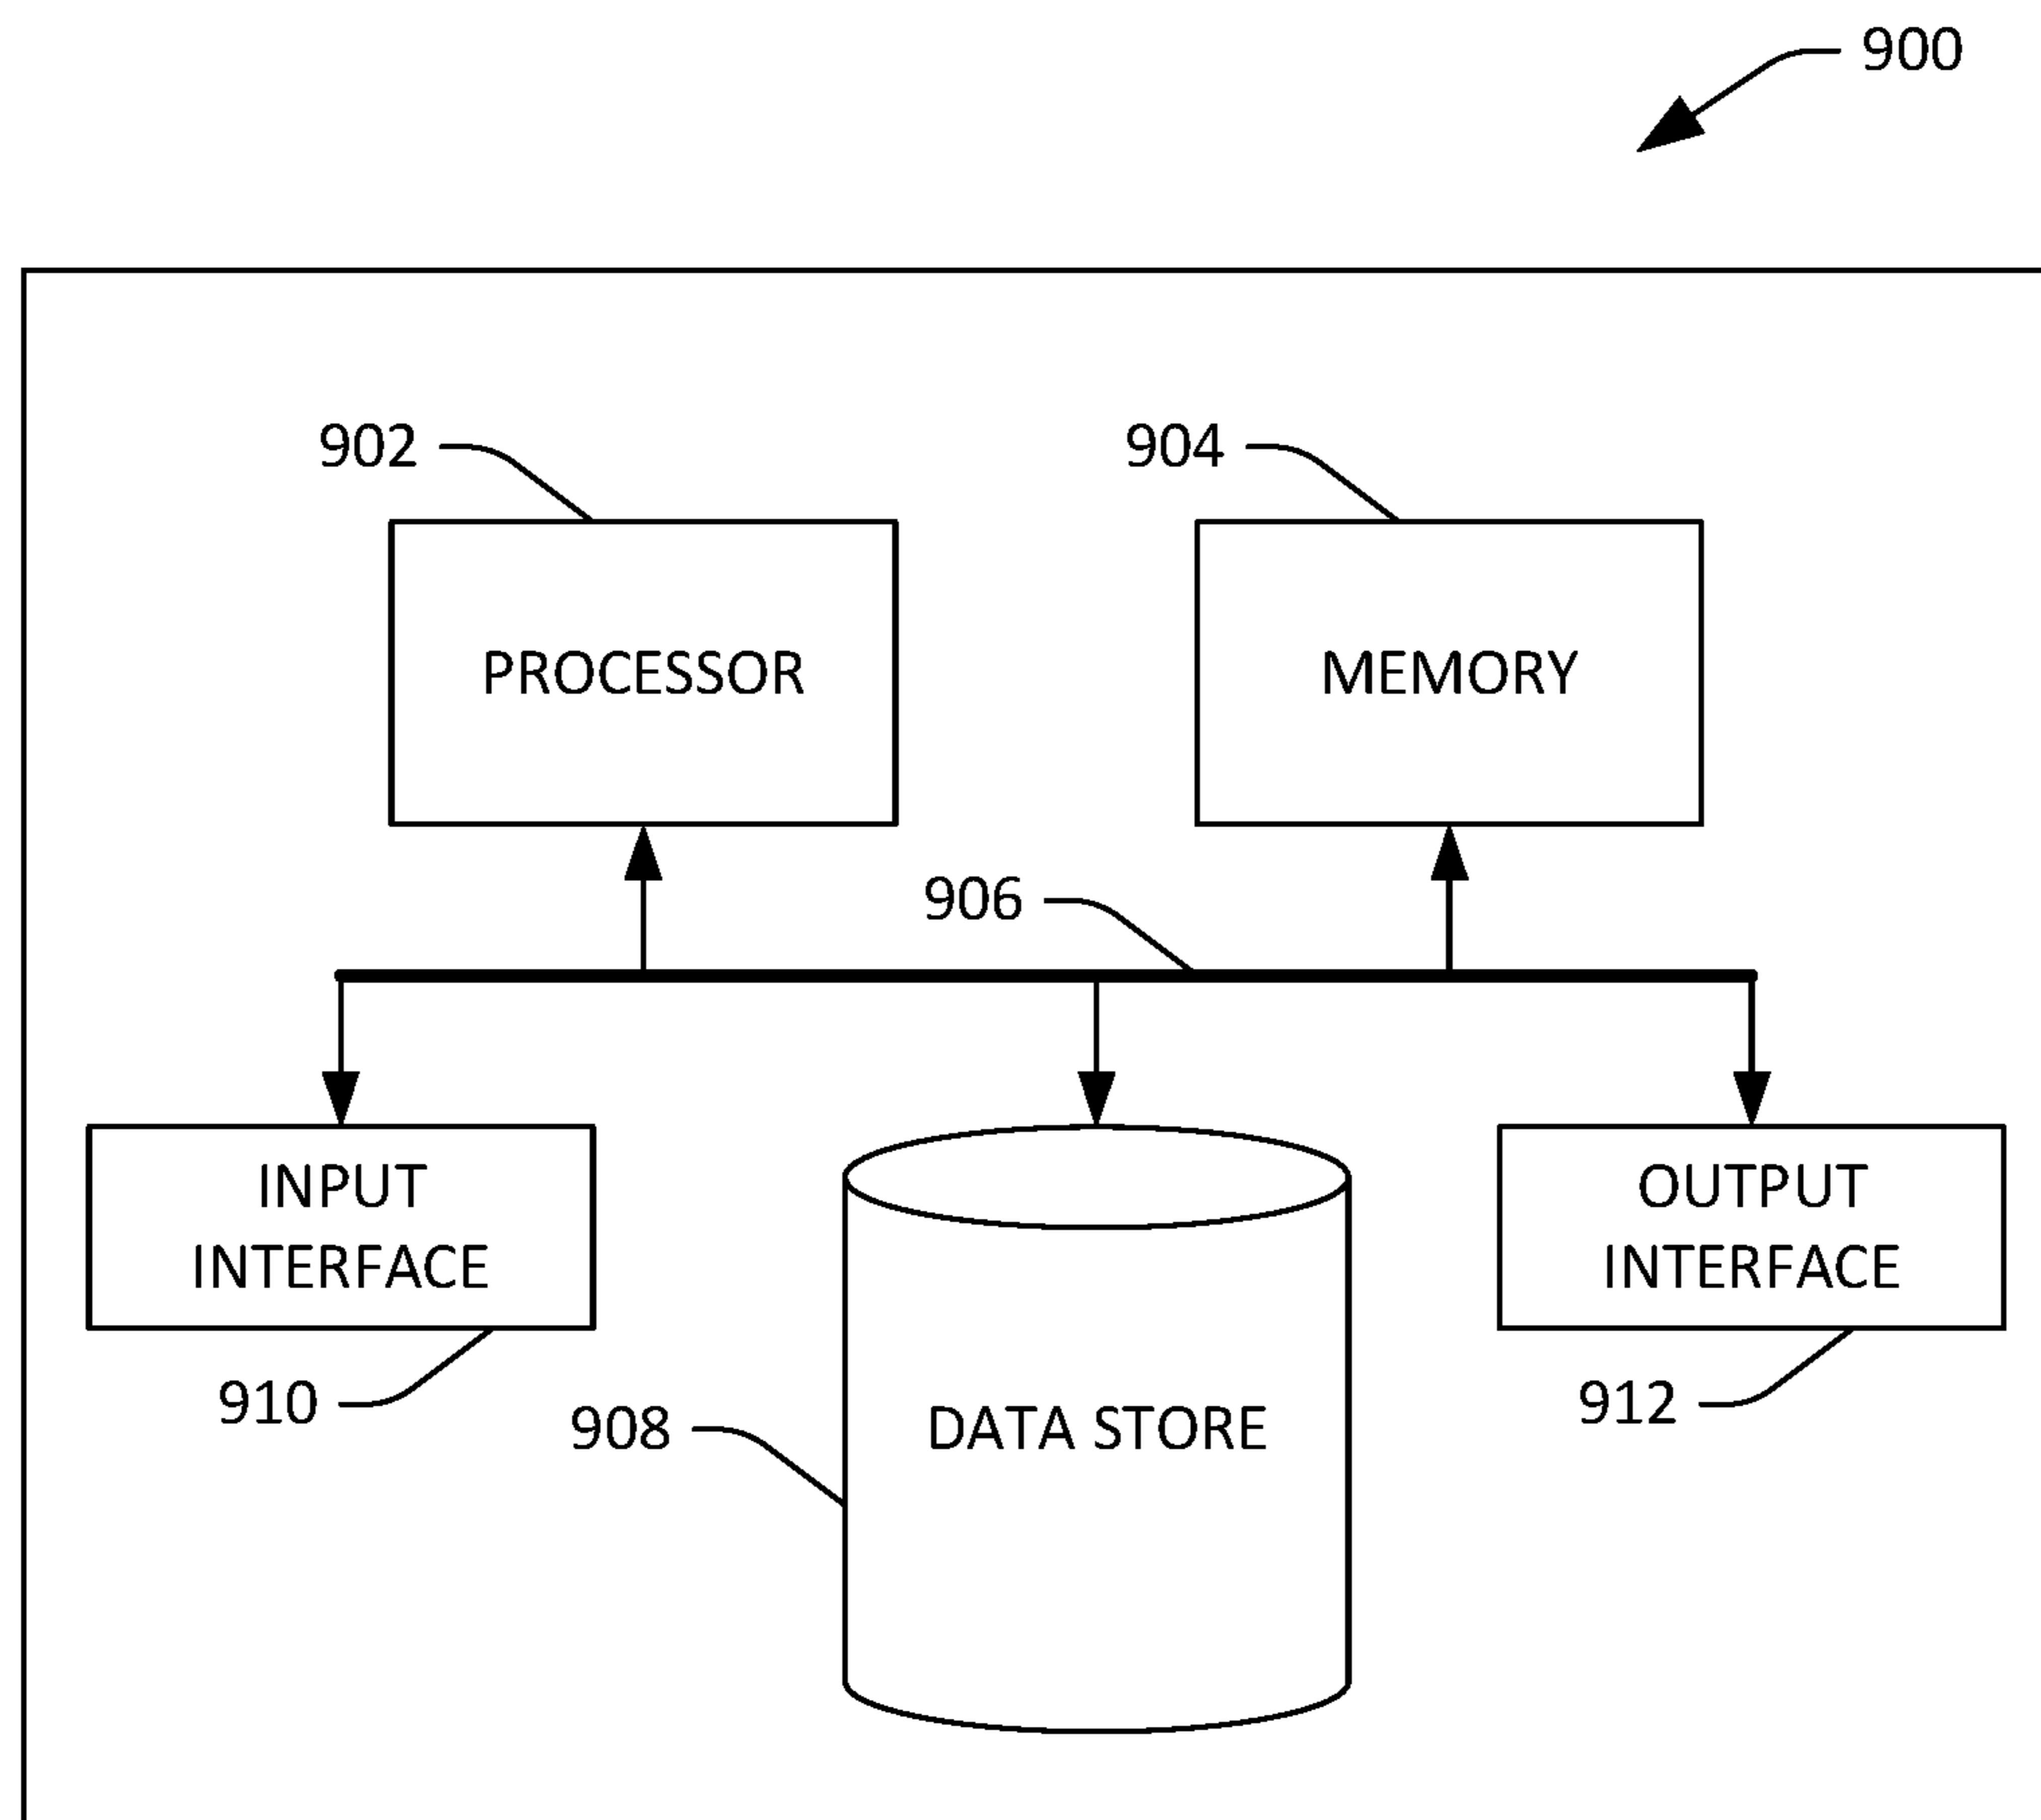 900
902
904
PROCESSOR
MEMORY
906
INPUT
INTERFACE
OUTPUT
INTERFACE
910
908
DATA STORE
912